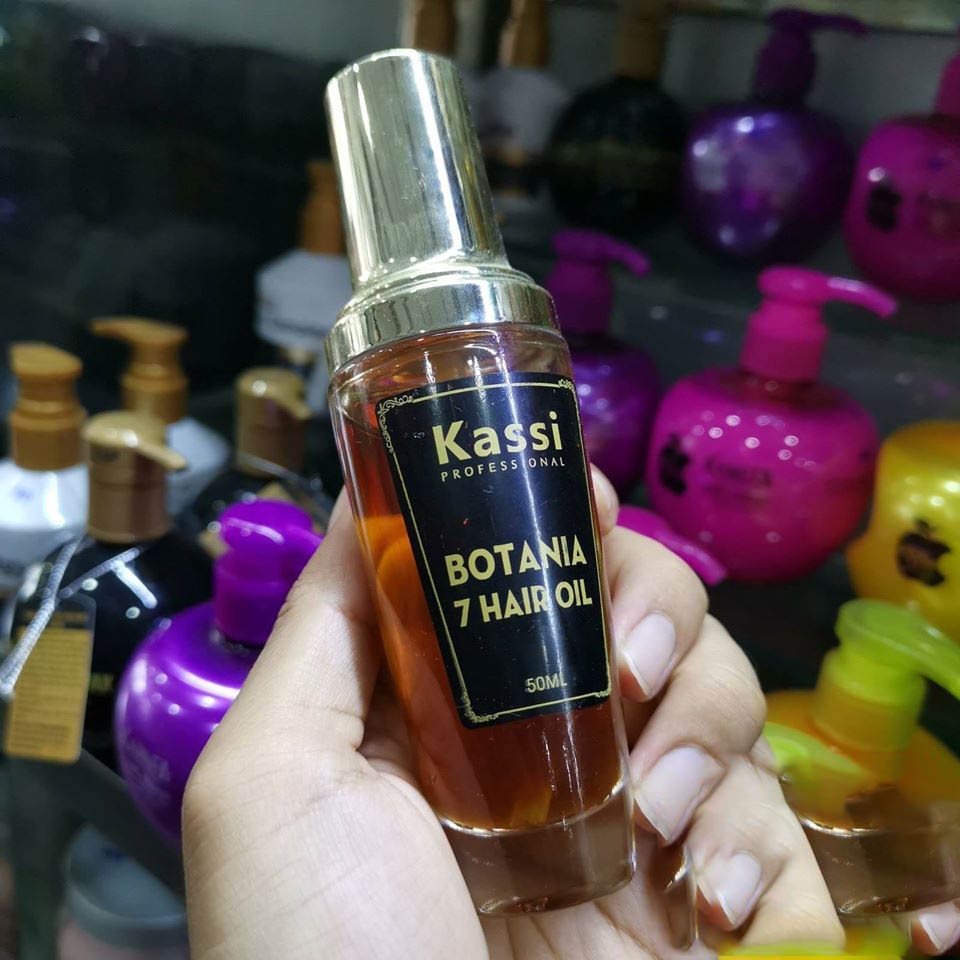 Kassi
PROFESSIONAL
BOTANIA
7 HAIR OIL
50ML